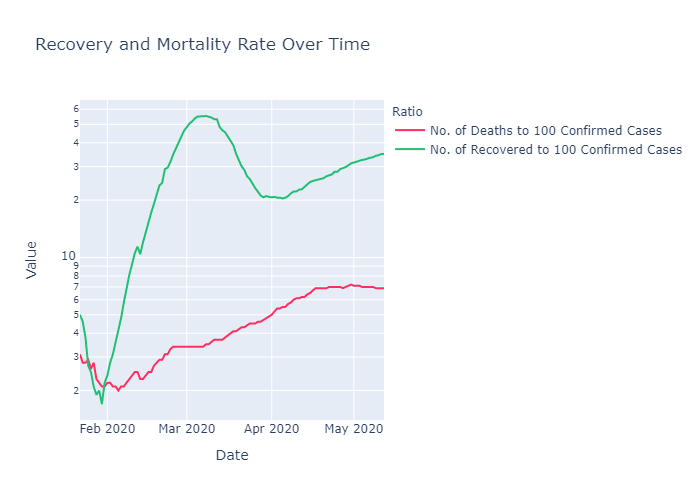 Recovery and Mortality Rate Over Time
Ratio
No. of Deaths to 100 Confirmed Cases
No. of Recovered to 100 Confirmed Cases
Value
6
5
4
3
2
10
9
8
7
6
5
4
3
2
Feb 2020
Mar 2020
Apr 2020
May 2020
Date